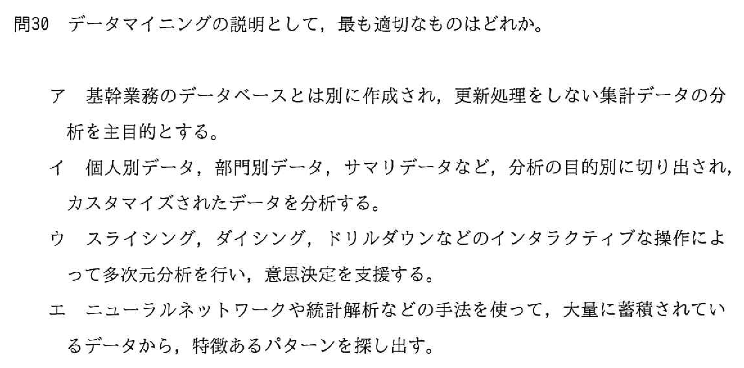 問30 データマイニングの説明として，最も適切なものはどれか。
ア 基幹業務のデータベースとは別に作成され，更新処理をしない集計データの分
析を主目的とする。
イ 個人別データ，部門別データ，サマリデータなど，分析の目的別に切り出され，
カスタマイズされたデータを分析する。
ウ スライシング，ダイシング，ドリルダウンなどのインタラクティブな操作によ
って多次元分析を行い，意思決定を支援する。
エ ニューラルネットワークや統計解析などの手法を使って，大量に蓄積されてい
るデータから，特徴あるパターンを探し出す。